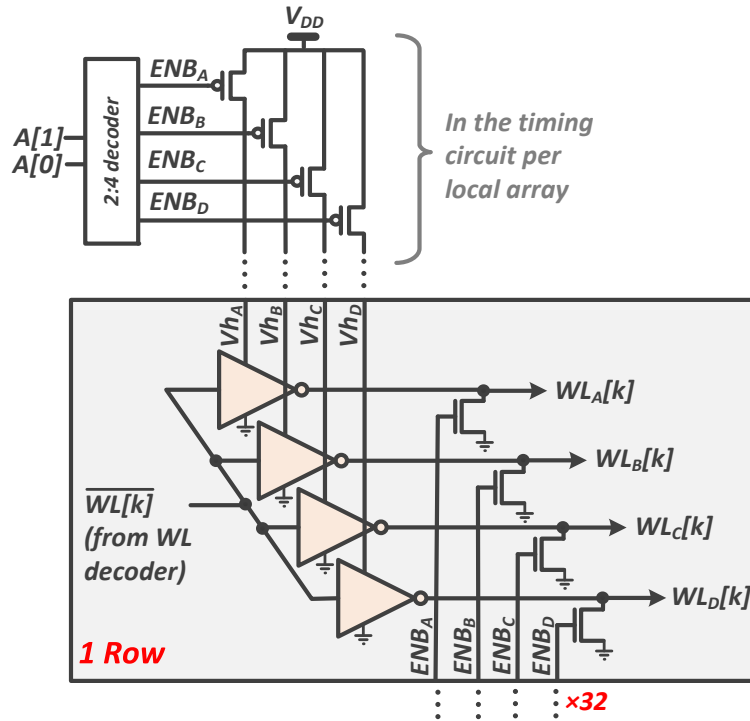 V_DD
ENB_A
ENB_B
ENB_C
ENB_D
A[1]
A[0]
2:4 decoder
In the timing
circuit per
local array
Vh_A
Vh_B
Vh_C
Vh_D
WL_A[k]
WL_B[k]
WL_C[k]
WL_D[k]
WL[k]
(from WL
decoder)
ENB_A
ENB_B
ENB_C
ENB_D
1 Row
×32